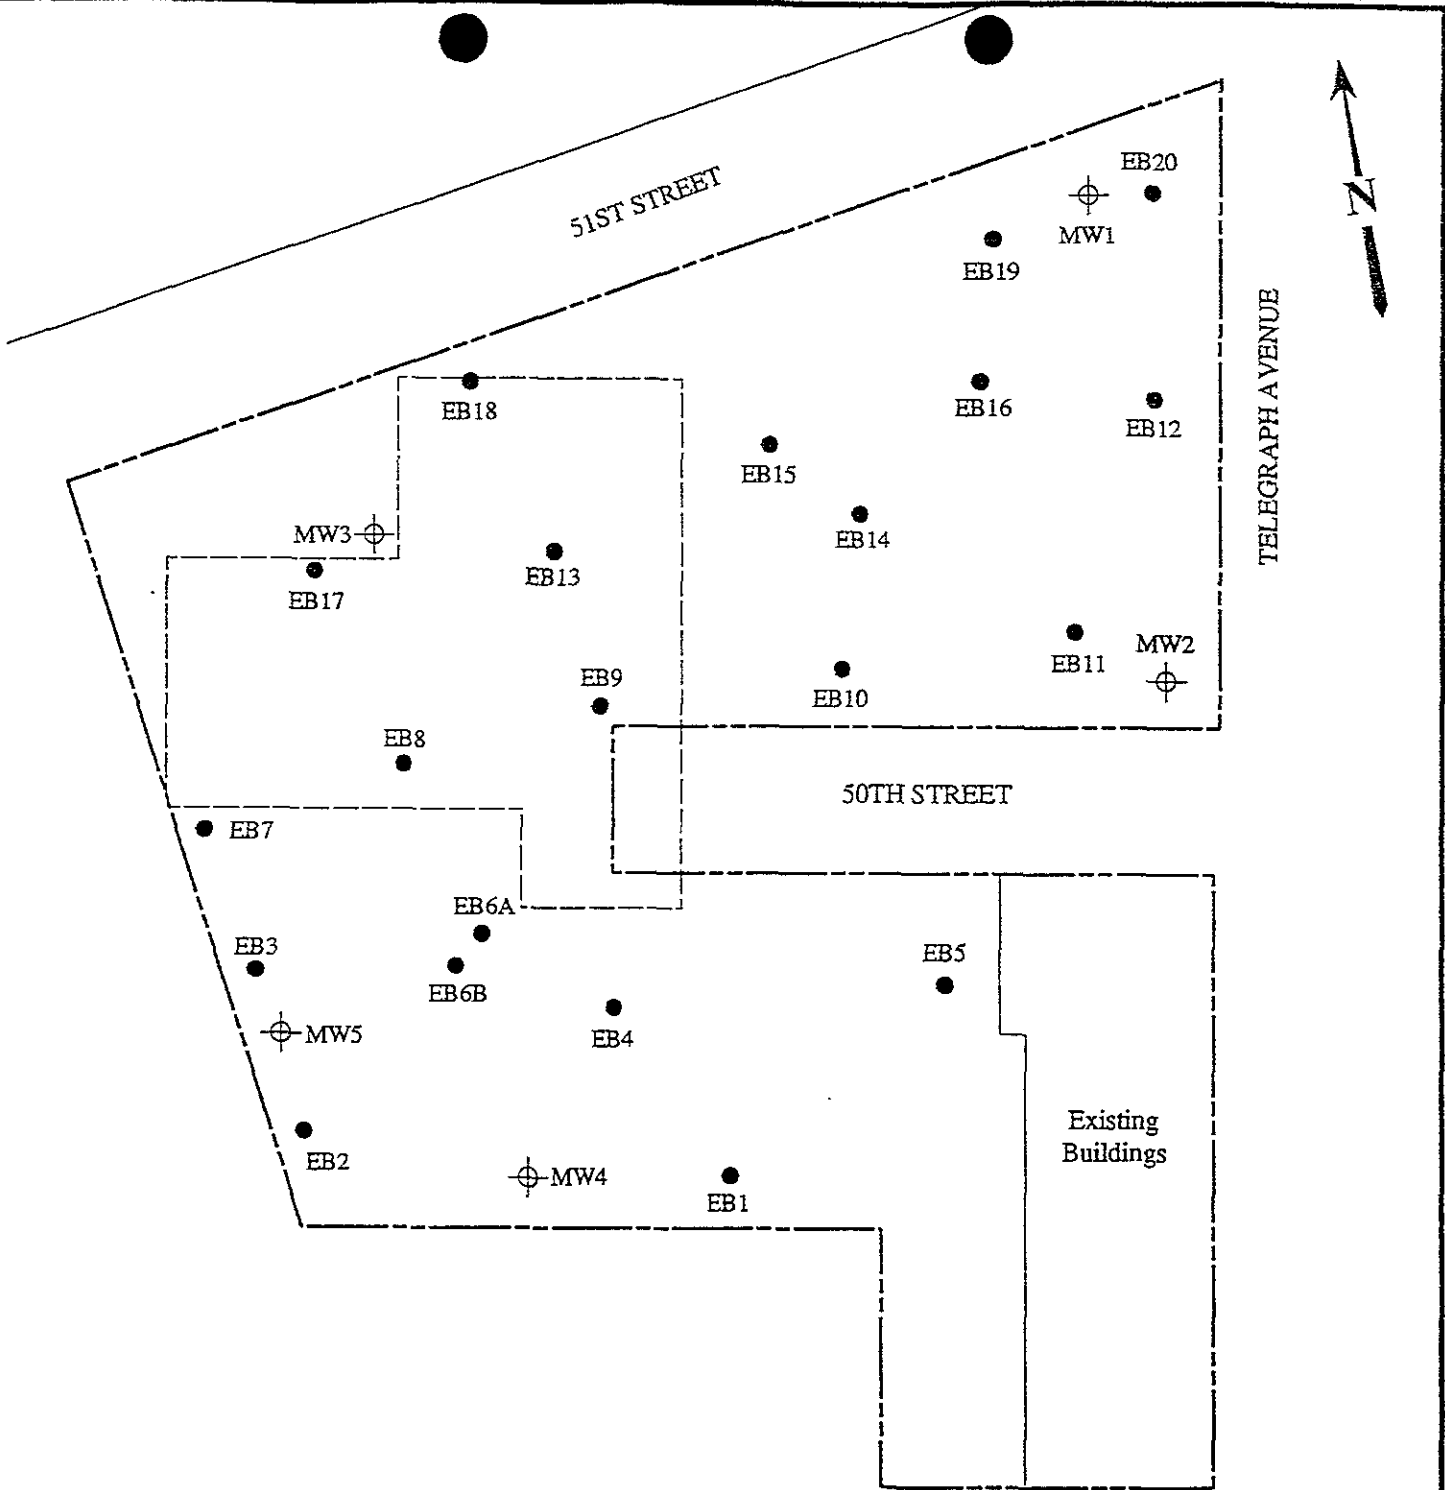 EB20
51ST STREET
N
MW1
EB19
TELEGRAPH AVENUE
EB18
EB16
EB12
EB15
MW3
EB14
EB13
EB17
MW2
EB11
EB9
EB10
EB8
50TH STREET
EB7
EB6A
EB3
EB5
EB6B
MW5
EB4
Existing
Buildings
EB2
MW4
EB1